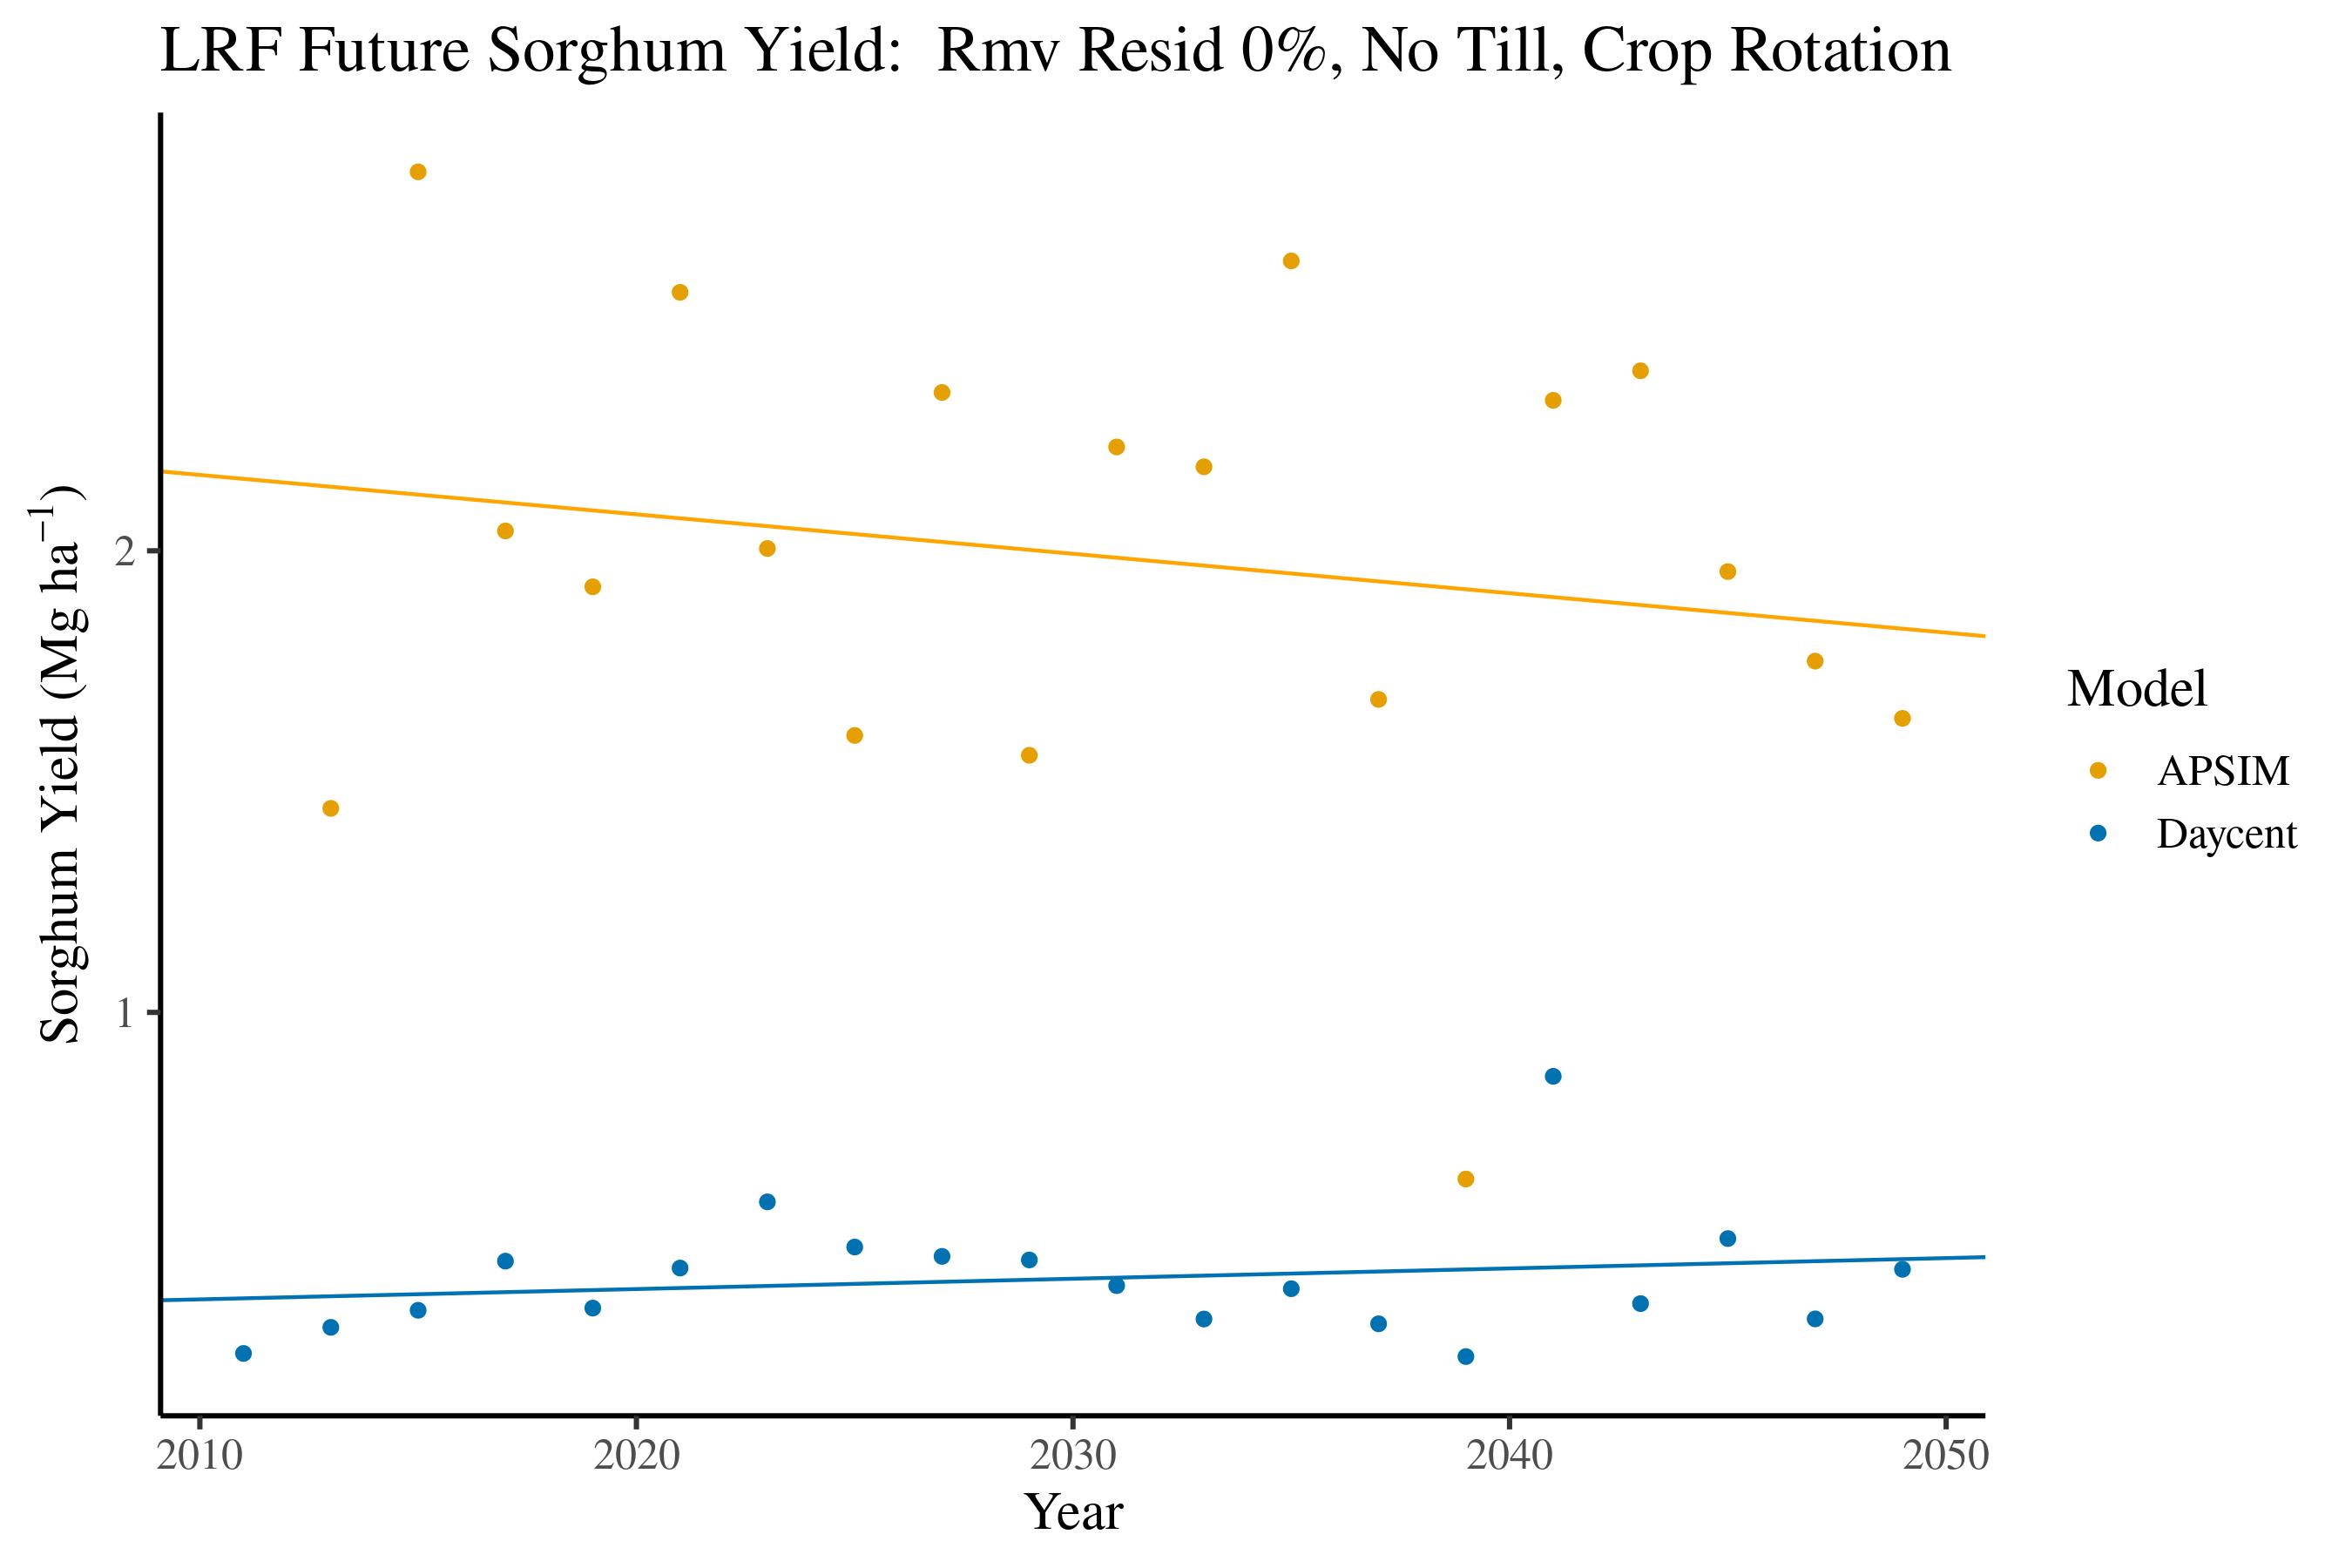 LRF Future Sorghum Yield:  Rmv Resid 0%, No Till, Crop Rotation
Sorghum Yield (Mg ha⁻¹)
2
1
2010 2020 2030 2040 2050
Year
Model
APSIM
Daycent